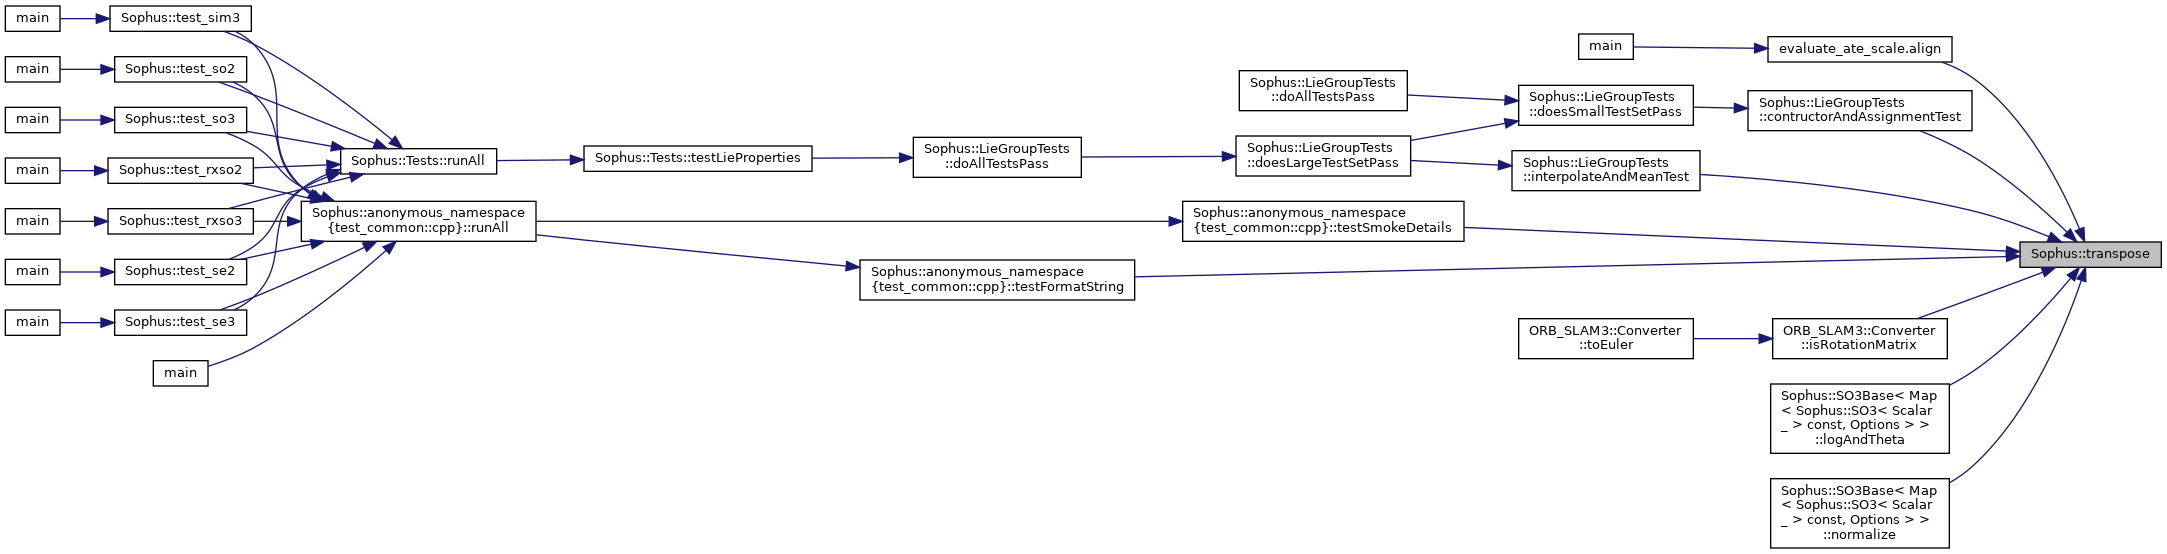 main
Sophus::test_sim3
main
Sophus::test_so2
main
Sophus::test_so3
main
Sophus::test_rxso2
main
Sophus::test_rxso3
main
Sophus::test_se2
main
Sophus::test_se3
main
Sophus::Tests::runAll
Sophus::anonymous_namespace
{test_common::cpp}::runAll
Sophus::Tests::testLieProperties
Sophus::LieGroupTests
::doAllTestsPass
Sophus::anonymous_namespace
{test_common::cpp}::testFormatString
Sophus::LieGroupTests
::doAllTestsPass
Sophus::LieGroupTests
::doesLargeTestSetPass
Sophus::anonymous_namespace
{test_common::cpp}::testSmokeDetails
main
Sophus::LieGroupTests
::doesSmallTestSetPass
Sophus::LieGroupTests
::interpolateAndMeanTest
ORB_SLAM3::Converter
::toEuler
evaluate_ate_scale.align
Sophus::LieGroupTests
::contructorAndAssignmentTest
ORB_SLAM3::Converter
::isRotationMatrix
Sophus::SO3Base< Map
< Sophus::SO3< Scalar
_ > const, Options > >
::logAndTheta
Sophus::SO3Base< Map
< Sophus::SO3< Scalar
_ > const, Options > >
::normalize
Sophus::transpose